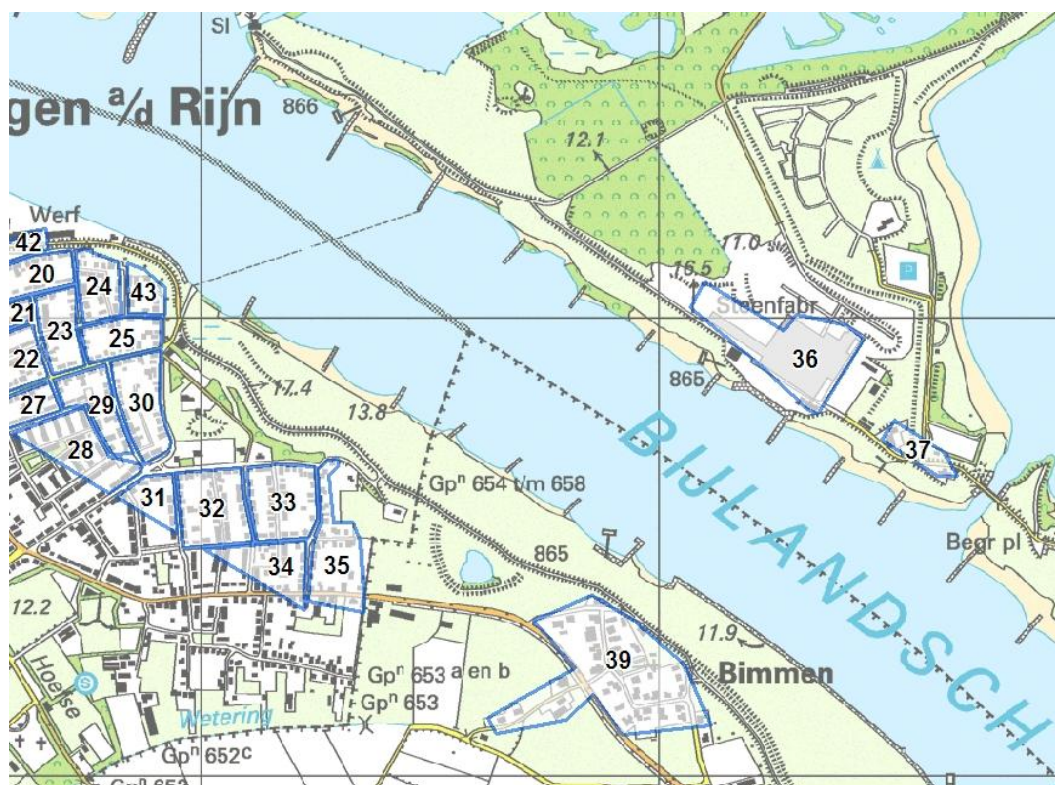 Sl
gen a/d Rijn
866
12.1
Werf
42
20
24
43
11.0
15.5
Steenfabr
21
23
25
36
22
865
17.4
13.8
27
29
30
28
37
BIJLANDSCH
31
32
33
Gpⁿ 654 t/m 658
865
Begr pl
34
35
12.2
11.9
39
Bimmen
Hoefse
Gpⁿ 653 a en b
Gpⁿ 653
Wetering
Gpⁿ 652c